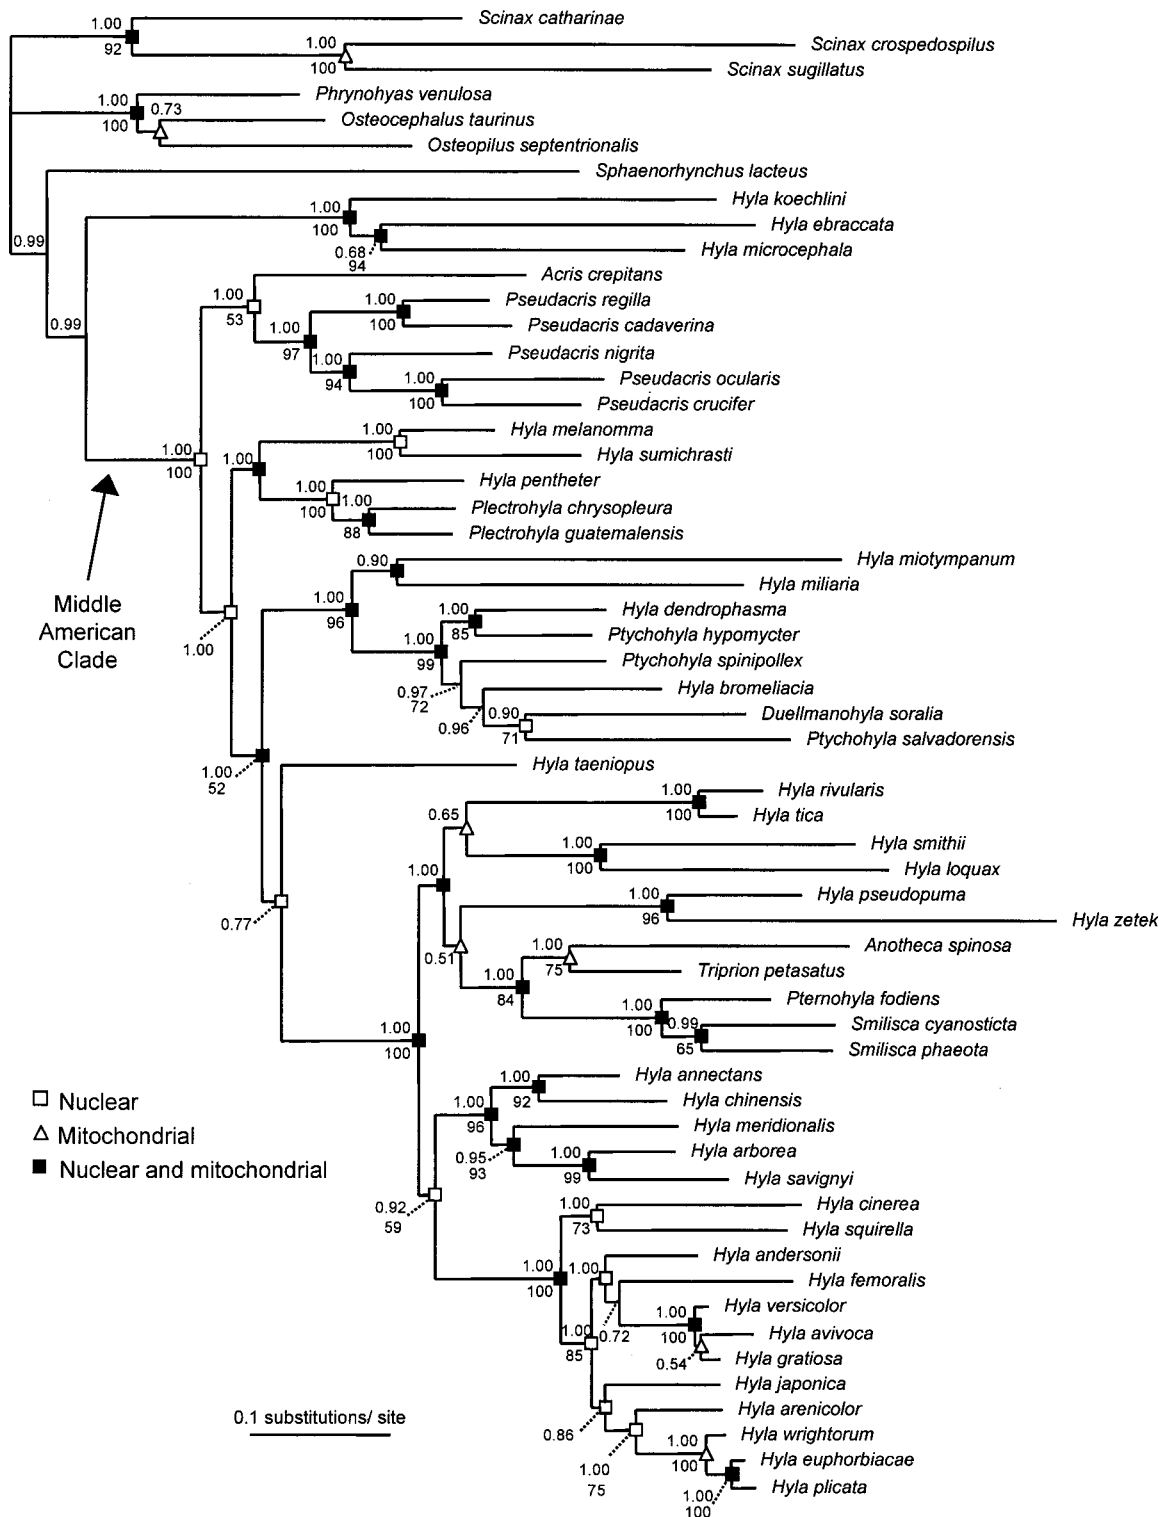 1.00
92
Scinax catharinae
1.00
100
Scinax crospedospilus
Scinax sugillatus
1.00
100
0.73
Phrynohyas venulosa
Osteocephalus taurinus
Osteopilus septentrionalis
Sphaenorhynchus lacteus
0.99
1.00
100
Hyla koechlini
0.68
94
Hyla ebraccata
Hyla microcephala
0.99
1.00
53
Acris crepitans
1.00
97
1.00
100
Pseudacris regilla
Pseudacris cadaverina
1.00
94
Pseudacris nigrita
1.00
100
Pseudacris ocularis
Pseudacris crucifer
1.00
100
Middle
American
Clade
1.00
1.00
1.00
100
Hyla melanomma
Hyla sumichrasti
1.00
100
Hyla pentheter
1.00
88
Plectrohyla chrysopleura
Plectrohyla guatemalensis
1.00
52
1.00
96
0.90
Hyla miotympanum
Hyla miliaria
1.00
99
1.00
85
Hyla dendrophasma
Ptychohyla hypomycter
0.97
72
Ptychohyla spinipollex
0.96
Hyla bromeliacia
0.90
71
Duellmanohyla soralia
Ptychohyla salvadorensis
0.77
Hyla taeniopus
1.00
100
1.00
0.65
1.00
100
Hyla rivularis
Hyla tica
1.00
100
Hyla smithii
Hyla loquax
0.51
1.00
96
Hyla pseudopuma
Hyla zetek
1.00
84
1.00
75
Anotheca spinosa
Triprion petasatus
1.00
100
Pternohyla fodiens
0.99
65
Smilisca cyanosticta
Smilisca phaeota
0.92
59
1.00
96
1.00
92
Hyla annectans
Hyla chinensis
0.95
93
Hyla meridionalis
1.00
99
Hyla arborea
Hyla savignyi
1.00
100
1.00
73
Hyla cinerea
Hyla squirella
1.00
85
1.00
Hyla andersonii
0.72
Hyla femoralis
1.00
100
Hyla versicolor
0.54
Hyla avivoca
Hyla gratiosa
0.86
Hyla japonica
1.00
75
Hyla arenicolor
1.00
100
Hyla wrightorum
1.00
100
Hyla euphorbiacae
Hyla plicata
Nuclear
Mitochondrial
Nuclear and mitochondrial
0.1 substitutions/ site